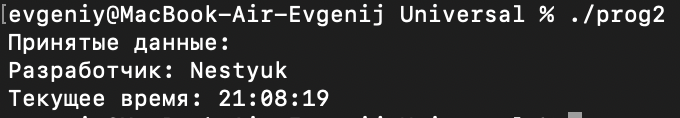 [evgeniy@MacBook-Air-Evgenij Universal % ./prog2
Принятые данные:
Разработчик: Nestyuk
Текущее время: 21:08:19